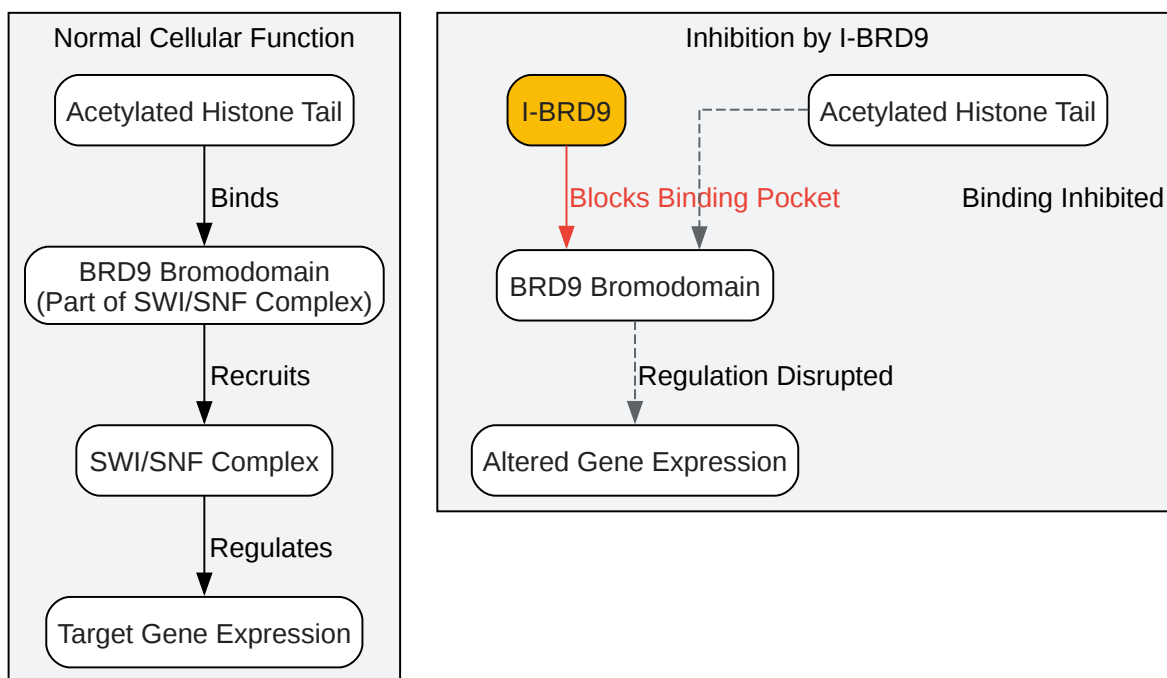 Normal Cellular Function
Acetylated Histone Tail
Binds
BRD9 Bromodomain
(Part of SWI/SNF Complex)
Recruits
SWI/SNF Complex
Regulates
Target Gene Expression
Inhibition by I-BRD9
I-BRD9
Acetylated Histone Tail
Blocks Binding Pocket
Binding Inhibited
BRD9 Bromodomain
Regulation Disrupted
Altered Gene Expression